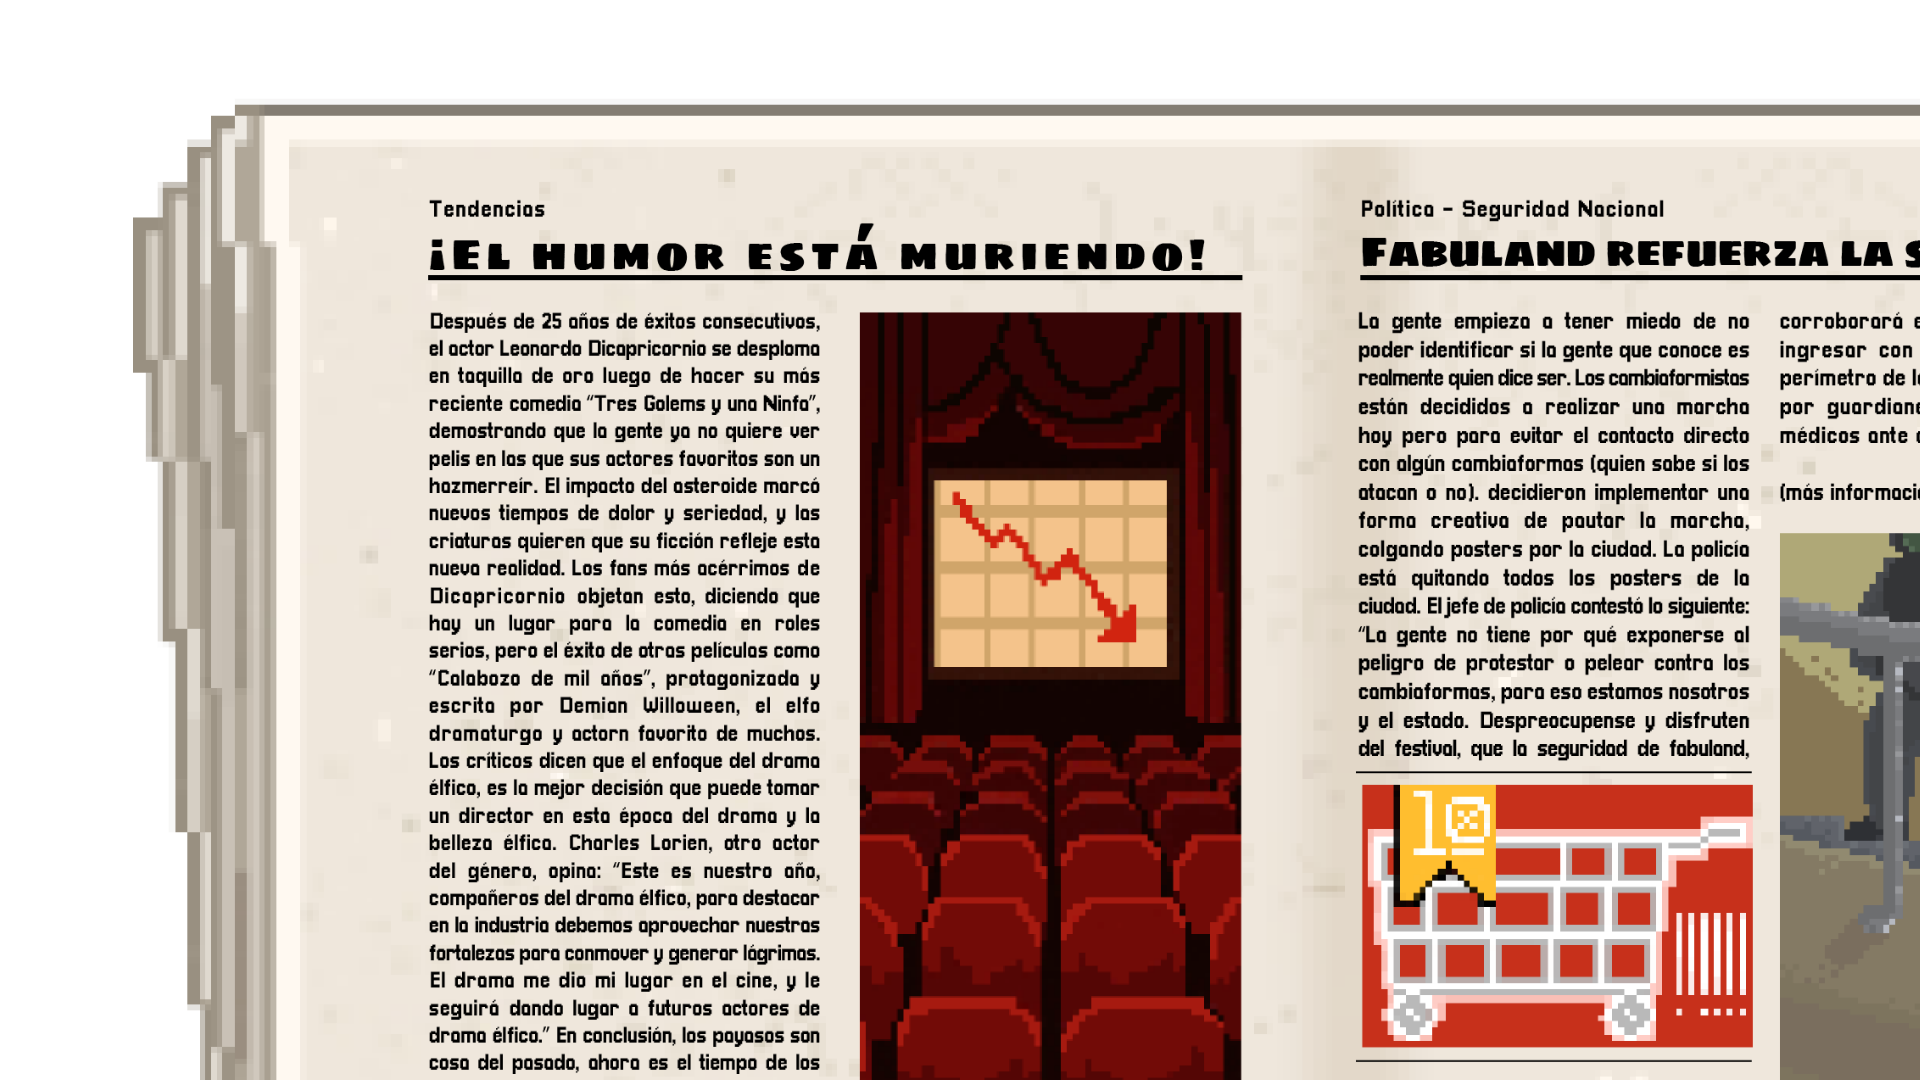 Tendencias
¡El humor está muriendo!
Después de 25 años de éxitos consecutivos,
el actor Leonardo Dicapricornio se desploma
en taquilla de oro luego de hacer su más
reciente comedia “Tres Golems y una Ninfa”,
demostrando que la gente ya no quiere ver
pelis en las que sus actores favoritos son un
hazmerreír. El impacto del asteroide marcó
nuevos tiempos de dolor y seriedad, y las
criaturas quieren que su ficción refleje esta
nueva realidad. Los fans más acérrimos de
Dicapricornio objetan esto, diciendo que
hay un lugar para la comedia en roles
serios, pero el éxito de otras películas como
“Calabozo de mil años”, protagonizada y
escrita por Demian Willoween, el elfo
dramaturgo y actorn favorito de muchos.
Los críticos dicen que el enfoque del drama
élfico, es la mejor decisión que puede tomar
un director en esta época del drama y la
belleza élfica. Charles Lorien, otro actor
del género, opina: “Este es nuestro año,
compañeros del drama élfico, para destacar
en la industria debemos aprovechar nuestras
fortalezas para conmover y generar lágrimas.
El drama me dio mi lugar en el cine, y le
seguirá dando lugar a futuros actores de
drama élfico.” En conclusión, los payasos son
cosa del pasado, ahora es el tiempo de los
Política - Seguridad Nacional
Fabuland refuerza la s
La gente empieza a tener miedo de no
poder identificar si la gente que conoce es
realmente quien dice ser. Los cambiaformistas
están decididos a realizar una marcha
hoy pero para evitar el contacto directo
con algún cambiaformas (quien sabe si los
atacan o no). decidieron implementar una
forma creativa de pautar la marcha,
colgando posters por la ciudad. La policía
está quitando todos los posters de la
ciudad. El jefe de policía contestó lo siguiente:
“La gente no tiene por qué exponerse al
peligro de protestar o pelear contra los
cambiaformas, para eso estamos nosotros
y el estado. Despreocupense y disfruten
del festival, que la seguridad de fabuland,
corroborará e
ingresar con
perímetro de l
por guardian
médicos ante
(más informaci